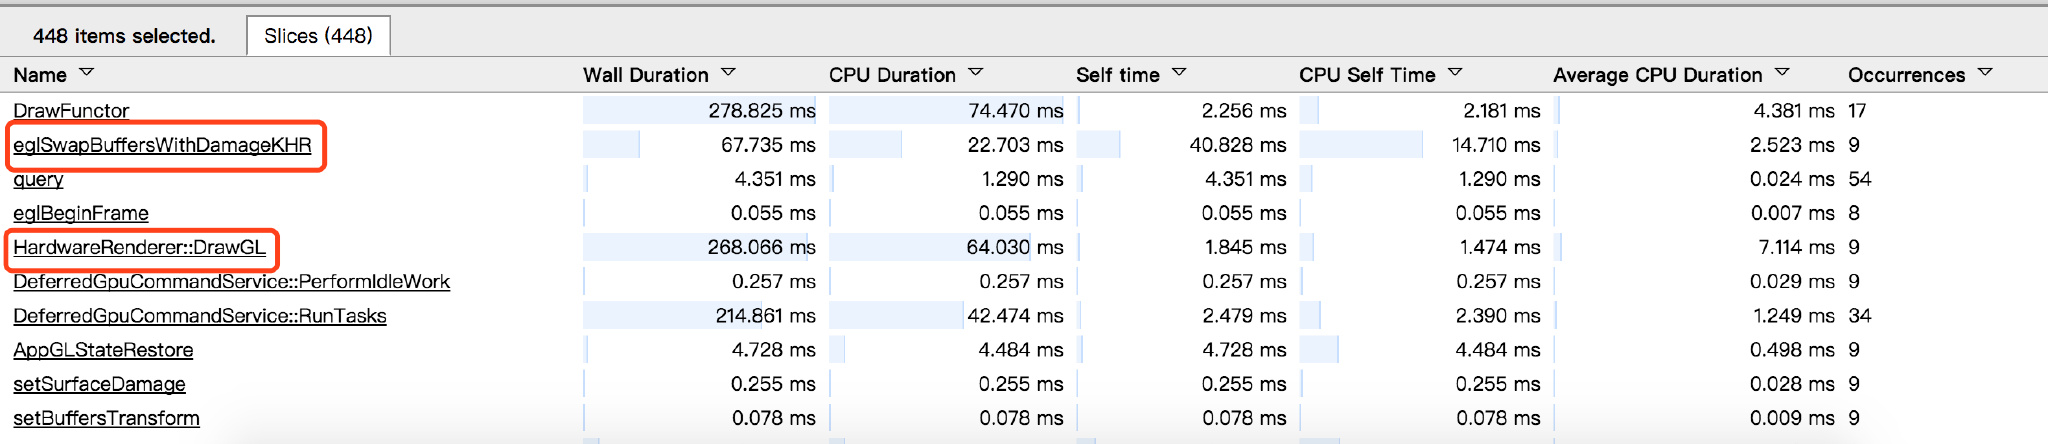 448 items selected. Slices (448)
Name Wall Duration CPU Duration Self time CPU Self Time Average CPU Duration Occurrences
DrawFunctor 278.825 ms 74.470 ms 2.256 ms 2.181 ms 4.381 ms 17
eglSwapBuffersWithDamageKHR 67.735 ms 22.703 ms 40.828 ms 14.710 ms 2.523 ms 9
query 4.351 ms 1.290 ms 4.351 ms 1.290 ms 0.024 ms 54
eglBeginFrame 0.055 ms 0.055 ms 0.055 ms 0.055 ms 0.007 ms 8
HardwareRenderer::DrawGL 268.066 ms 64.030 ms 1.845 ms 1.474 ms 7.114 ms 9
DeferredGpuCommandService::PerformIdleWork 0.257 ms 0.257 ms 0.257 ms 0.257 ms 0.029 ms 9
DeferredGpuCommandService::RunTasks 214.861 ms 42.474 ms 2.479 ms 2.390 ms 1.249 ms 34
AppGLStateRestore 4.728 ms 4.484 ms 4.728 ms 4.484 ms 0.498 ms 9
setSurfaceDamage 0.255 ms 0.255 ms 0.255 ms 0.255 ms 0.028 ms 9
setBuffersTransform 0.078 ms 0.078 ms 0.078 ms 0.078 ms 0.009 ms 9